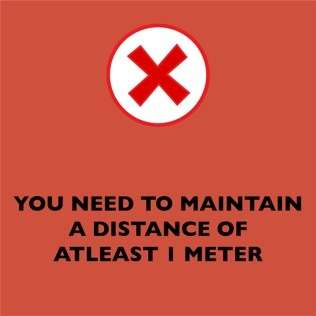 YOU NEED TO MAINTAIN
A DISTANCE OF
ATLEAST 1 METER